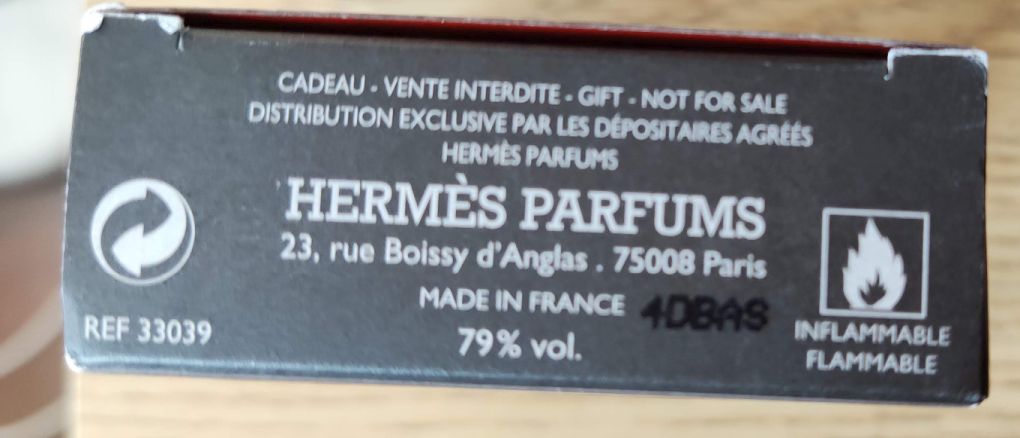 CADEAU - VENTE INTERDITE - GIFT - NOT FOR SALE
DISTRIBUTION EXCLUSIVE PAR LES DÉPOSITAIRES AGRÉÉS
HERMÈS PARFUMS
HERMÈS PARFUMS
23, rue Boissy d'Anglas . 75008 Paris
MADE IN FRANCE 4DBAS
79% vol.
REF 33039
INFLAMMABLE
FLAMMABLE